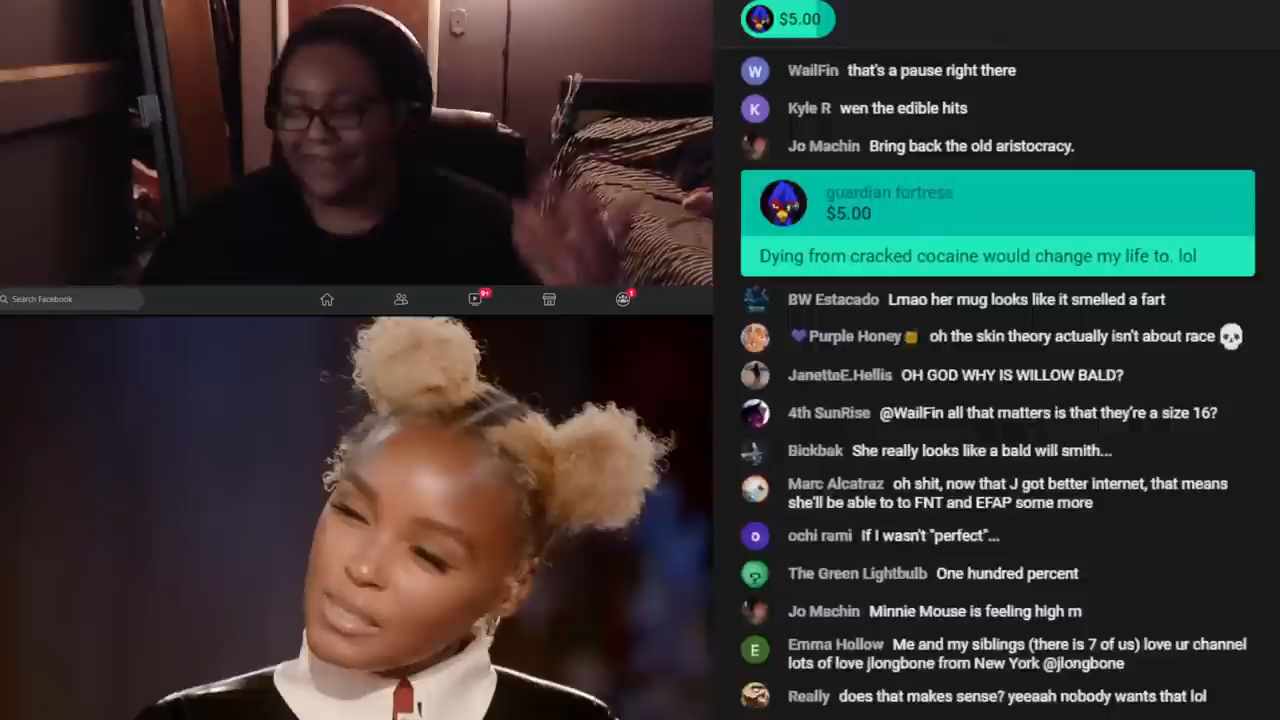 $5.00
W WailFin that's a pause right there
K Kyle R wen the edible hits
Jo Machin Bring back the old aristocracy.
guardian fortress
$5.00
Dying from cracked cocaine would change my life to. lol
Search Facebook
9+
1
BW Estacado Lmao her mug looks like it smelled a fart
💜Purple Honey🍯 oh the skin theory actually isn't about race 💀
JanetteE.Hellis OH GOD WHY IS WILLOW BALD?
4th SunRise @WailFin all that matters is that they're a size 16?
Bickbak She really looks like a bald will smith...
Marc Alcatraz oh shit, now that J got better internet, that means
she'll be able to to FNT and EFAP some more
o ochi rami If I wasn't "perfect"...
The Green Lightbulb One hundred percent
Jo Machin Minnie Mouse is feeling high m
E Emma Hollow Me and my siblings (there is 7 of us) love ur channel
lots of love jlongbone from New York @jlongbone
Really does that makes sense? yeeaah nobody wants that lol